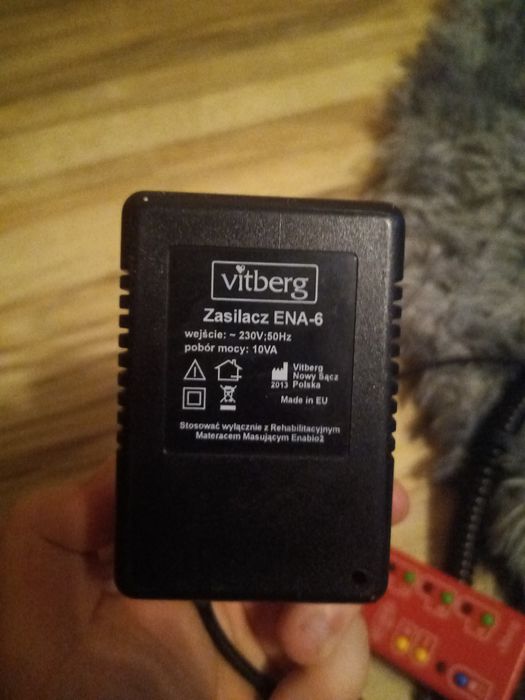 vitberg
Zasilacz ENA-6
wejście: ~ 230V;50Hz
pobór mocy: 10VA
Vitberg
Nowy Sącz
2013 Polska
Made in EU
Stosować wyłącznie z Rehabilitacyjnym
Materacem Masującym Enabio2